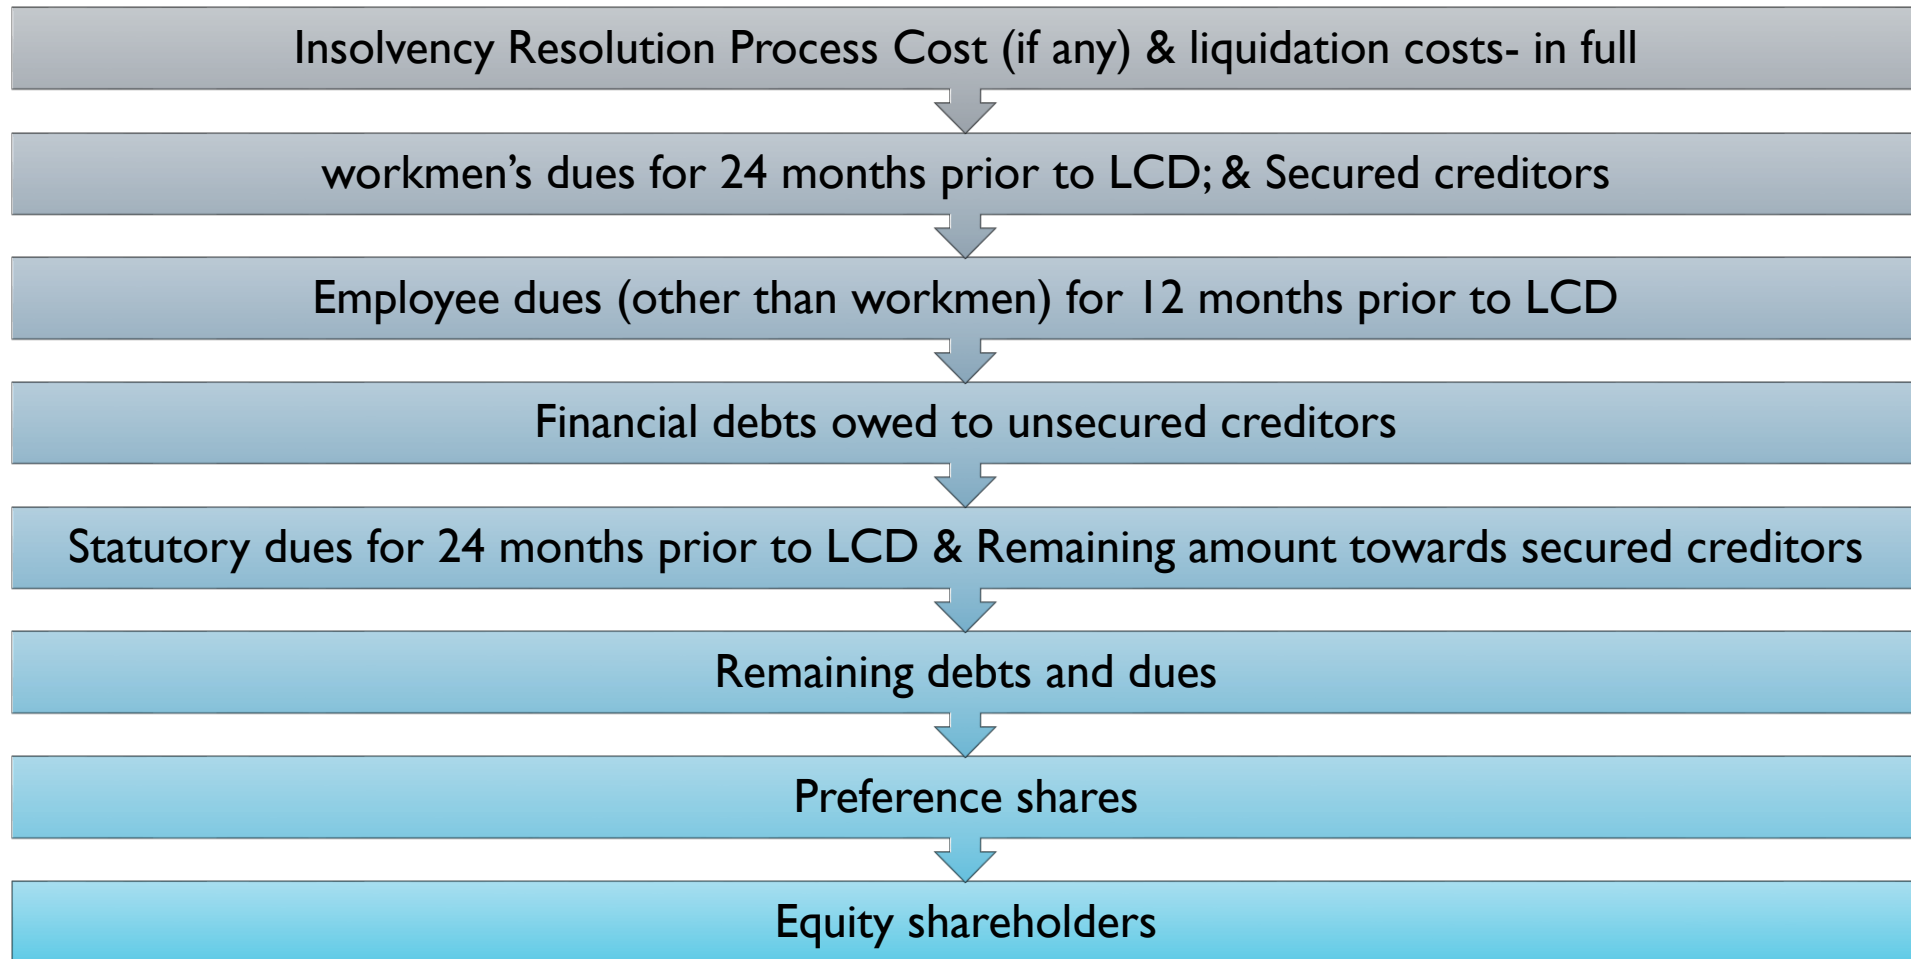 Insolvency Resolution Process Cost (if any) & liquidation costs- in full
workmen’s dues for 24 months prior to LCD; & Secured creditors
Employee dues (other than workmen) for 12 months prior to LCD
Financial debts owed to unsecured creditors
Statutory dues for 24 months prior to LCD & Remaining amount towards secured creditors
Remaining debts and dues
Preference shares
Equity shareholders